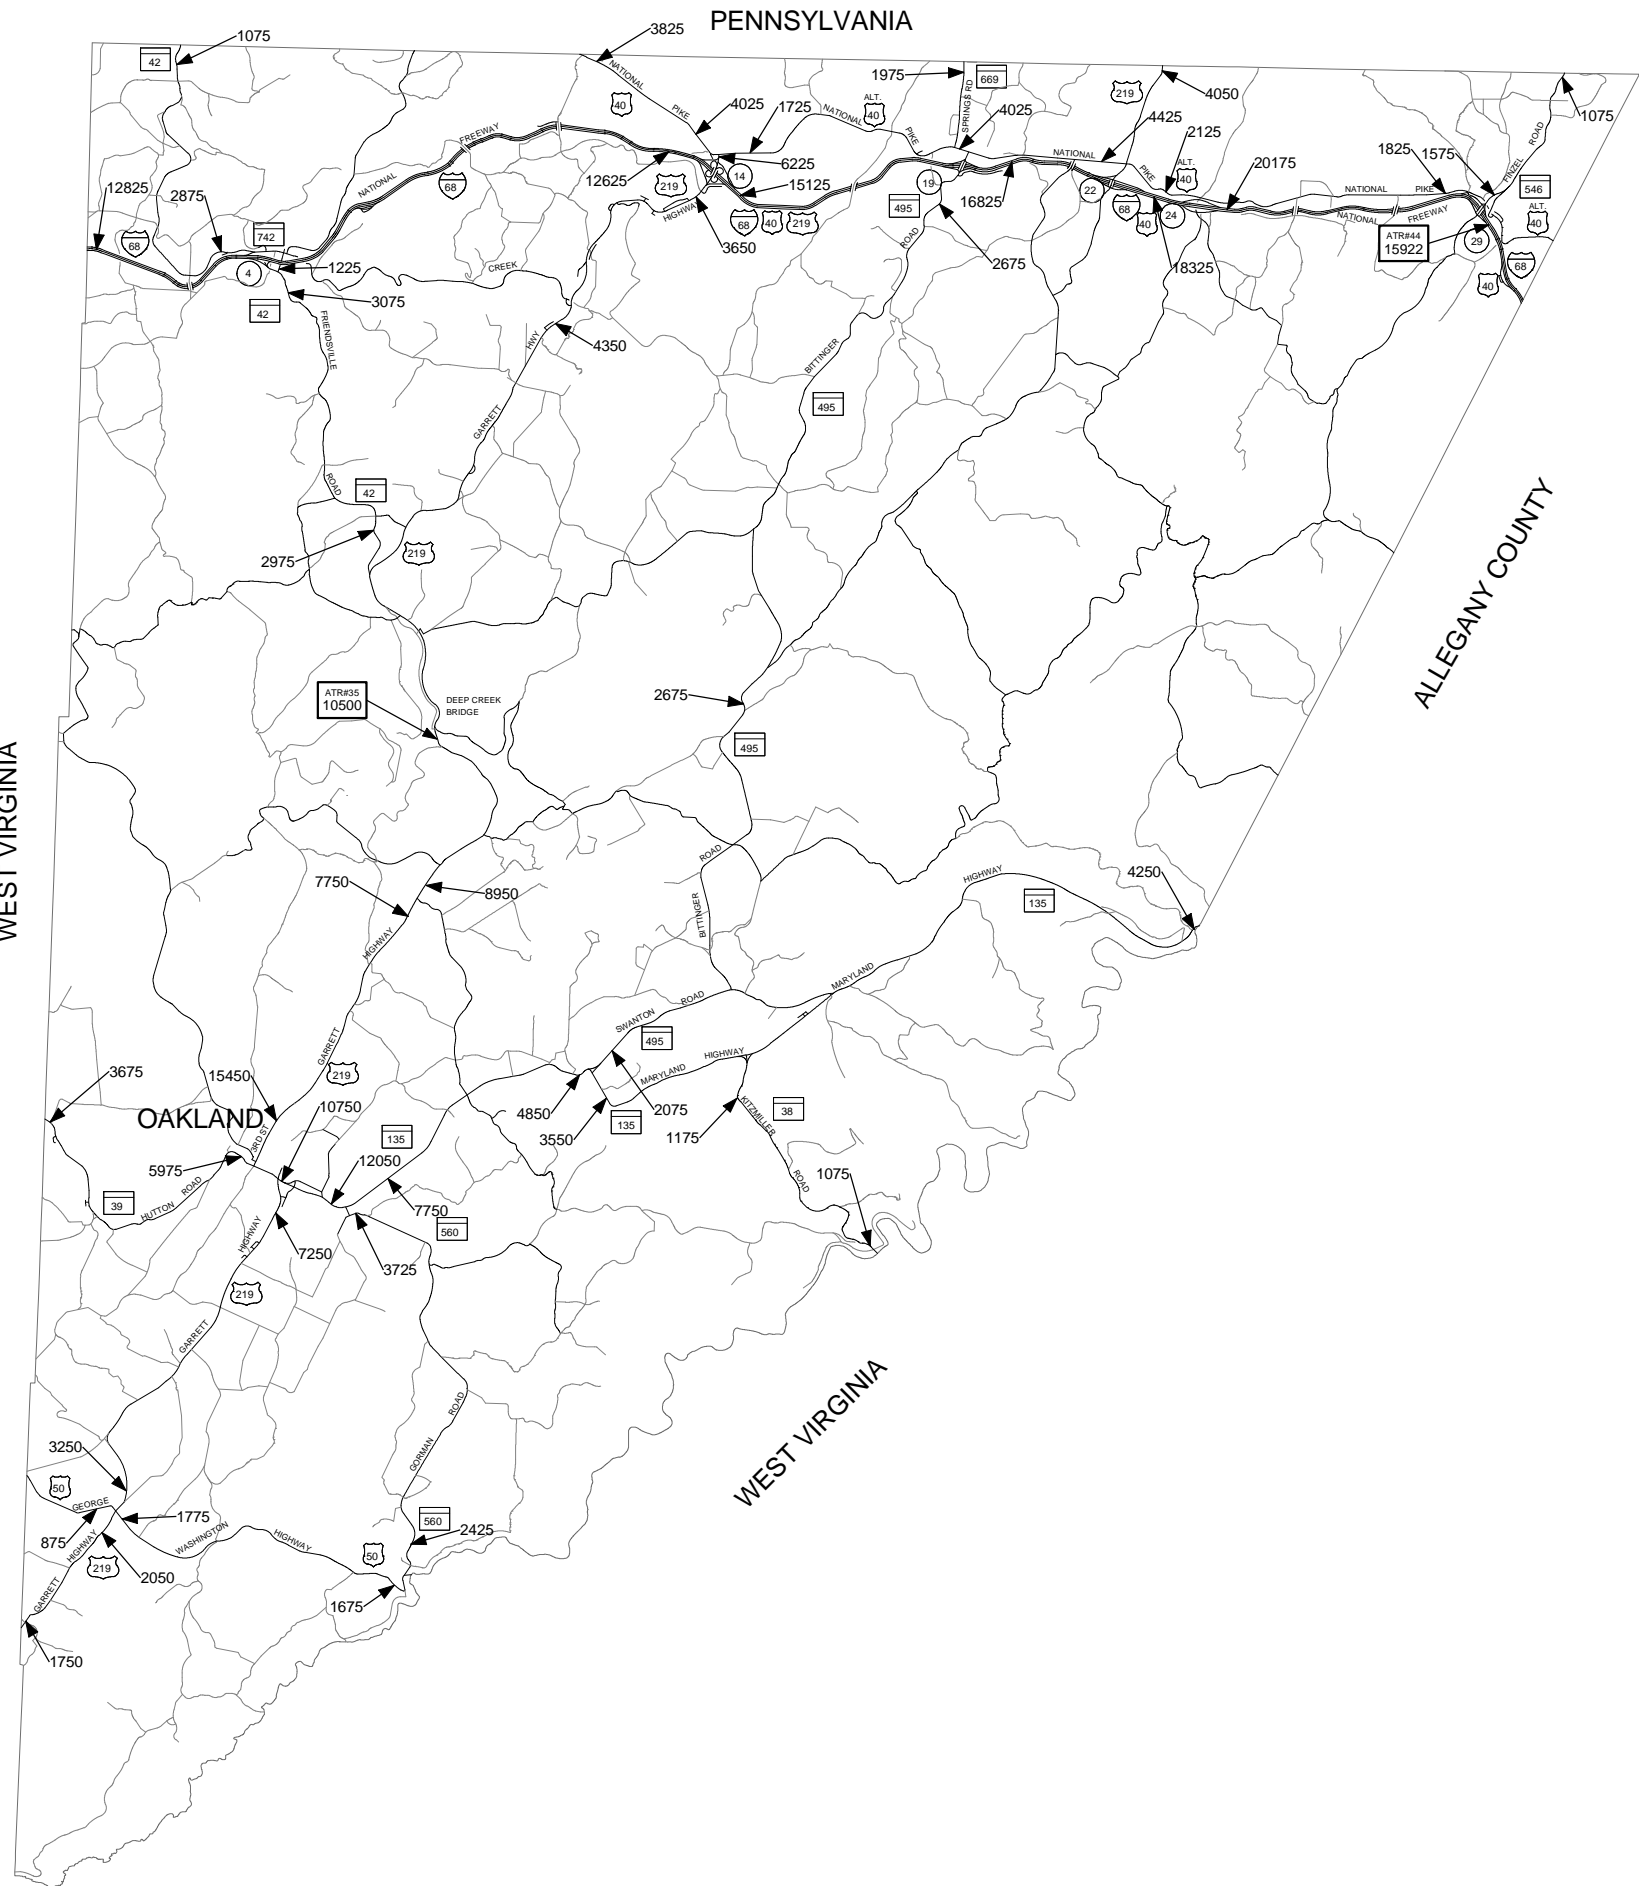 PENNSYLVANIA
3825
1075
42
NATIONAL
40
PIKE
1975
669
SPRINGS RD
219
4050
1075
4025
1725
ALT.
40
NATIONAL
PIKE
4025
4425
2125
FREEWAY
6225
14
12625
219
15125
NATIONAL
ALT.
40
20175
1825
1575
FINZEL
ROAD
546
ALT.
40
12825
2875
NATIONAL
68
HIGHWAY
3650
68
40
219
19
495
16825
22
68
40
24
PIKE
NATIONAL
PIKE
NATIONAL
FREEWAY
ATR#44
15922
29
68
40
68
742
4
1225
3075
42
CREEK
ROAD
2675
18325
FRIENDSVILLE
HWY
4350
BITTINGER
495
GARRETT
ROAD
42
2975
219
ALLEGANY COUNTY
ATR#35
10500
DEEP CREEK
BRIDGE
2675
495
WEST VIRGINIA
7750
8950
HIGHWAY
ROAD
BITTINGER
HIGHWAY
135
4250
MARYLAND
ROAD
SWANTON
495
HIGHWAY
MARYLAND
GARRETT
219
3675
15450
OAKLAND
3RD ST
10750
4850
3550
135
2075
1175
KITZMILLER
38
ROAD
1075
135
12050
5975
39
HUTTON
ROAD
7750
560
HIGHWAY
7250
3725
219
GARRETT
ROAD
GORMAN
WEST VIRGINIA
3250
50
GEORGE
1775
875
HIGHWAY
WASHINGTON
HIGHWAY
560
2425
50
219
2050
GARRETT
1675
1750